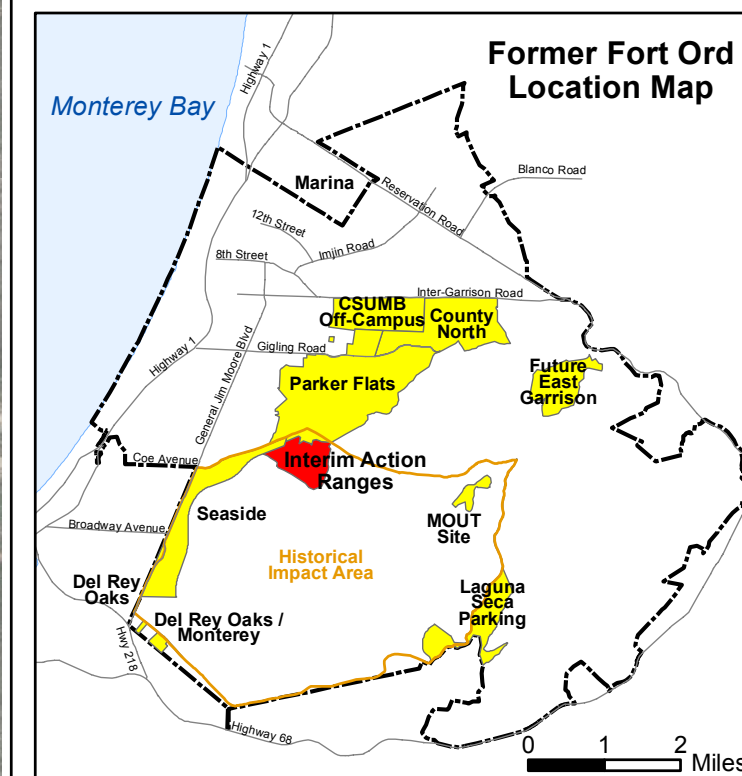 Former Fort Ord
Location Map
Monterey Bay
Highway 1
Marina
Blanco Road
Reservation Road
12th Street
Imjin Road
8th Street
Inter-Garrison Road
CSUMB
Off-Campus
County
North
Gigling Road
Highway 1
General Jim Moore Blvd
Parker Flats
Future
East
Garrison
Coe Avenue
Interim Action
Ranges
Seaside
MOUT
Site
Broadway Avenue
Historical
Impact Area
Del Rey
Oaks
Laguna
Seca
Parking
Del Rey Oaks /
Monterey
Hwy 218
Highway 68
0 1 2
Miles